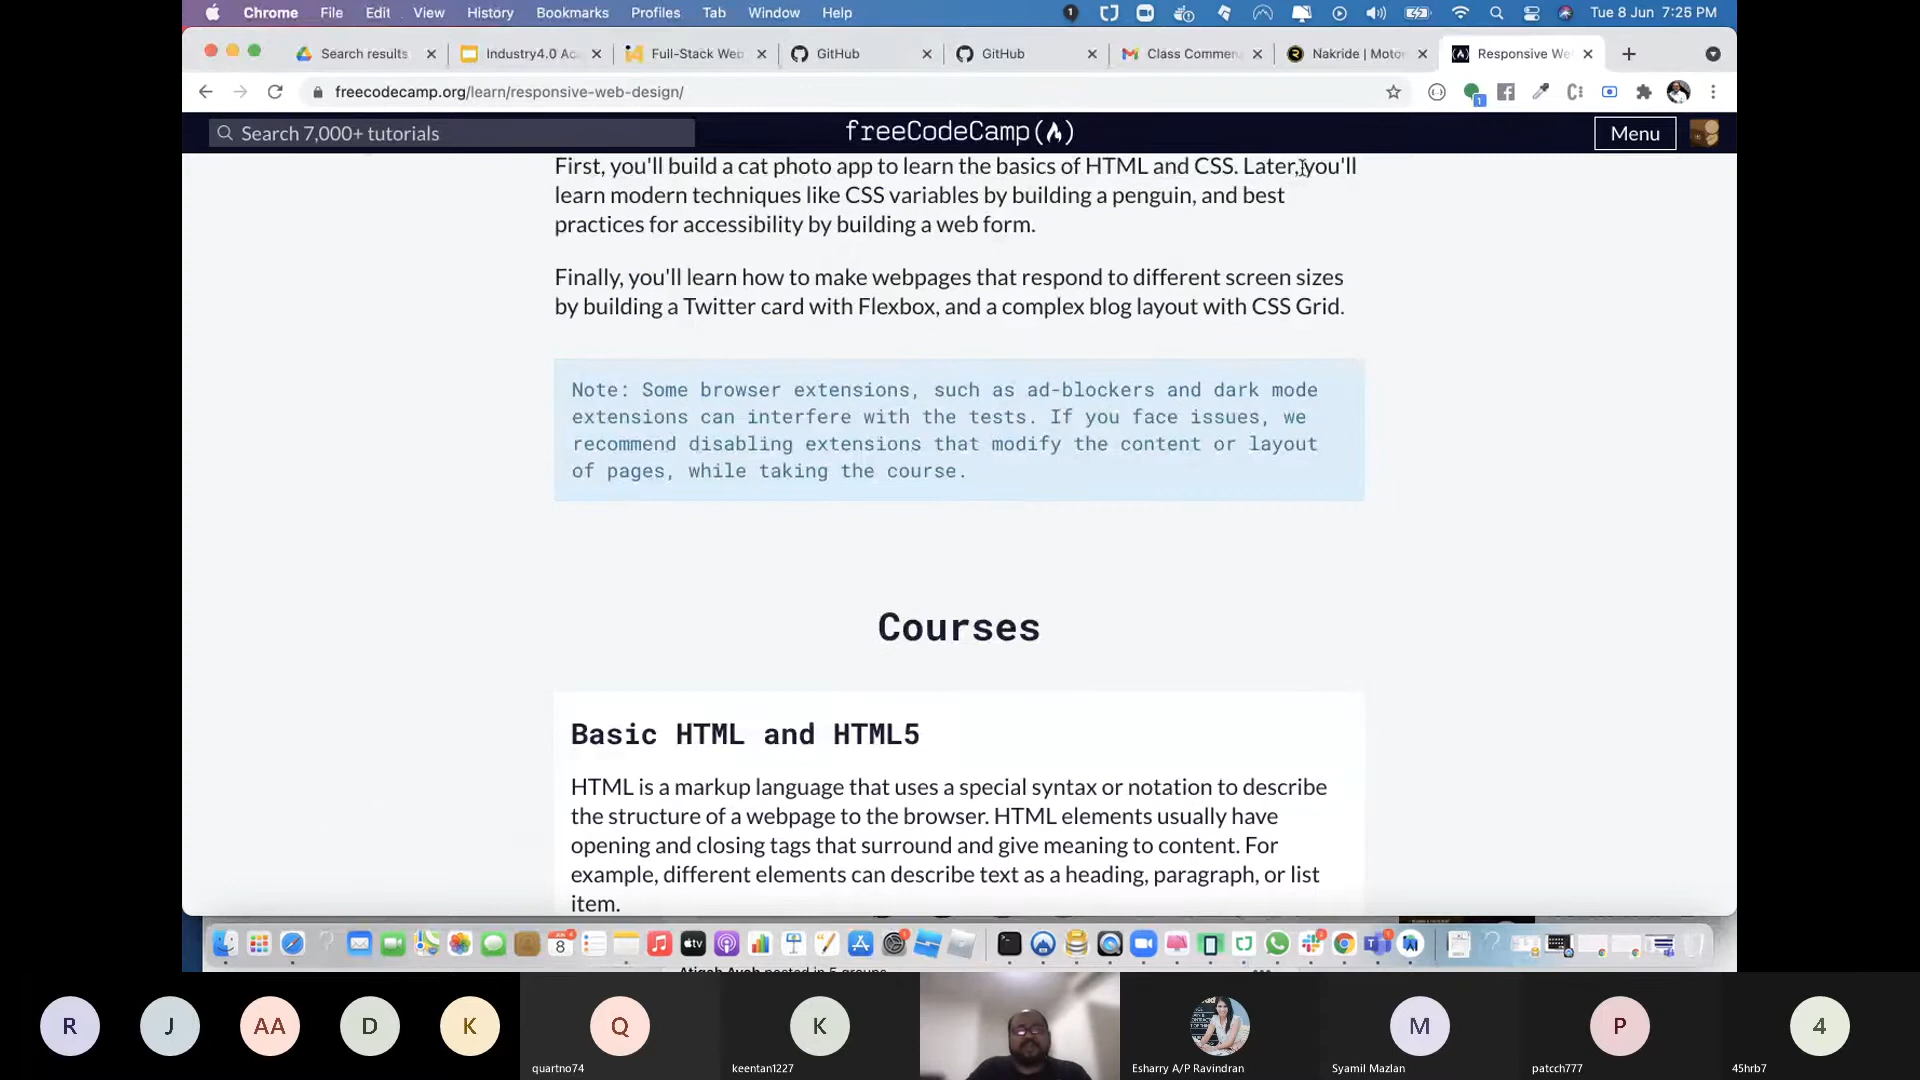 Chrome File Edit View History Bookmarks Profiles Tab Window Help
1
Tue 8 Jun 7:25 PM
Search results
Industry4.0 Aca
Full-Stack Web
GitHub
GitHub
Class Commen
Nakride | Motor
Responsive We
freecodecamp.org/learn/responsive-web-design/
1
Search 7,000+ tutorials
freeCodeCamp
Menu
First, you'll build a cat photo app to learn the basics of HTML and CSS. Later, you'll
learn modern techniques like CSS variables by building a penguin, and best
practices for accessibility by building a web form.
Finally, you'll learn how to make webpages that respond to different screen sizes
by building a Twitter card with Flexbox, and a complex blog layout with CSS Grid.
Note: Some browser extensions, such as ad-blockers and dark mode
extensions can interfere with the tests. If you face issues, we
recommend disabling extensions that modify the content or layout
of pages, while taking the course.
Courses
Basic HTML and HTML5
HTML is a markup language that uses a special syntax or notation to describe
the structure of a webpage to the browser. HTML elements usually have
opening and closing tags that surround and give meaning to content. For
example, different elements can describe text as a heading, paragraph, or list
item.
8
tv
posted in 5 groups
R
J
AA
D
K
Q
K
M
P
4
quartno74
keentan1227
Esharry A/P Ravindran
Syamil Mazlan
patcch777
45hrb7